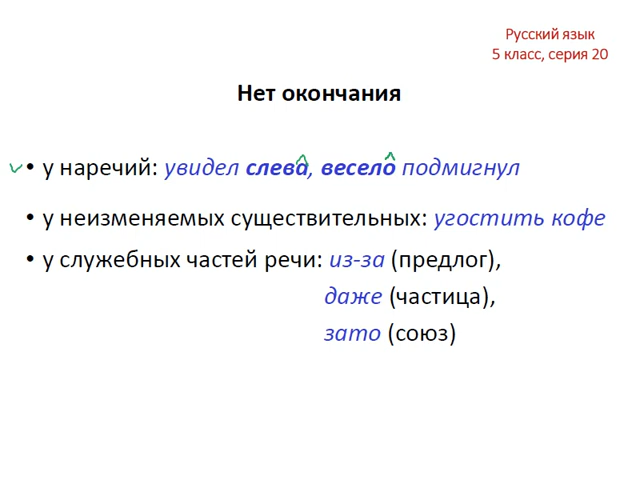 Русский язык
5 класс, серия 20
Нет окончания
• у наречий: увидел слева, весело подмигнул
• у неизменяемых существительных: угостить кофе
• у служебных частей речи: из-за (предлог),
даже (частица),
зато (союз)